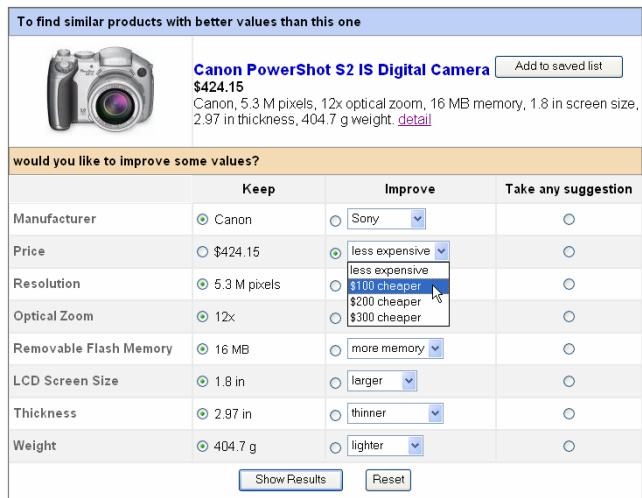 To find similar products with better values than this one
Canon PowerShot S2 IS Digital Camera Add to saved list
$424.15
Canon, 5.3 M pixels, 12x optical zoom, 16 MB memory, 1.8 in screen size,
2.97 in thickness, 404.7 g weight. detail
would you like to improve some values?
Keep Improve Take any suggestion
Manufacturer Canon Sony
Price $424.15 less expensive
less expensive
Resolution 5.3 M pixels $100 cheaper
$200 cheaper
Optical Zoom 12x $300 cheaper
Removable Flash Memory 16 MB more memory
LCD Screen Size 1.8 in larger
Thickness 2.97 in thinner
Weight 404.7 g lighter
Show Results Reset